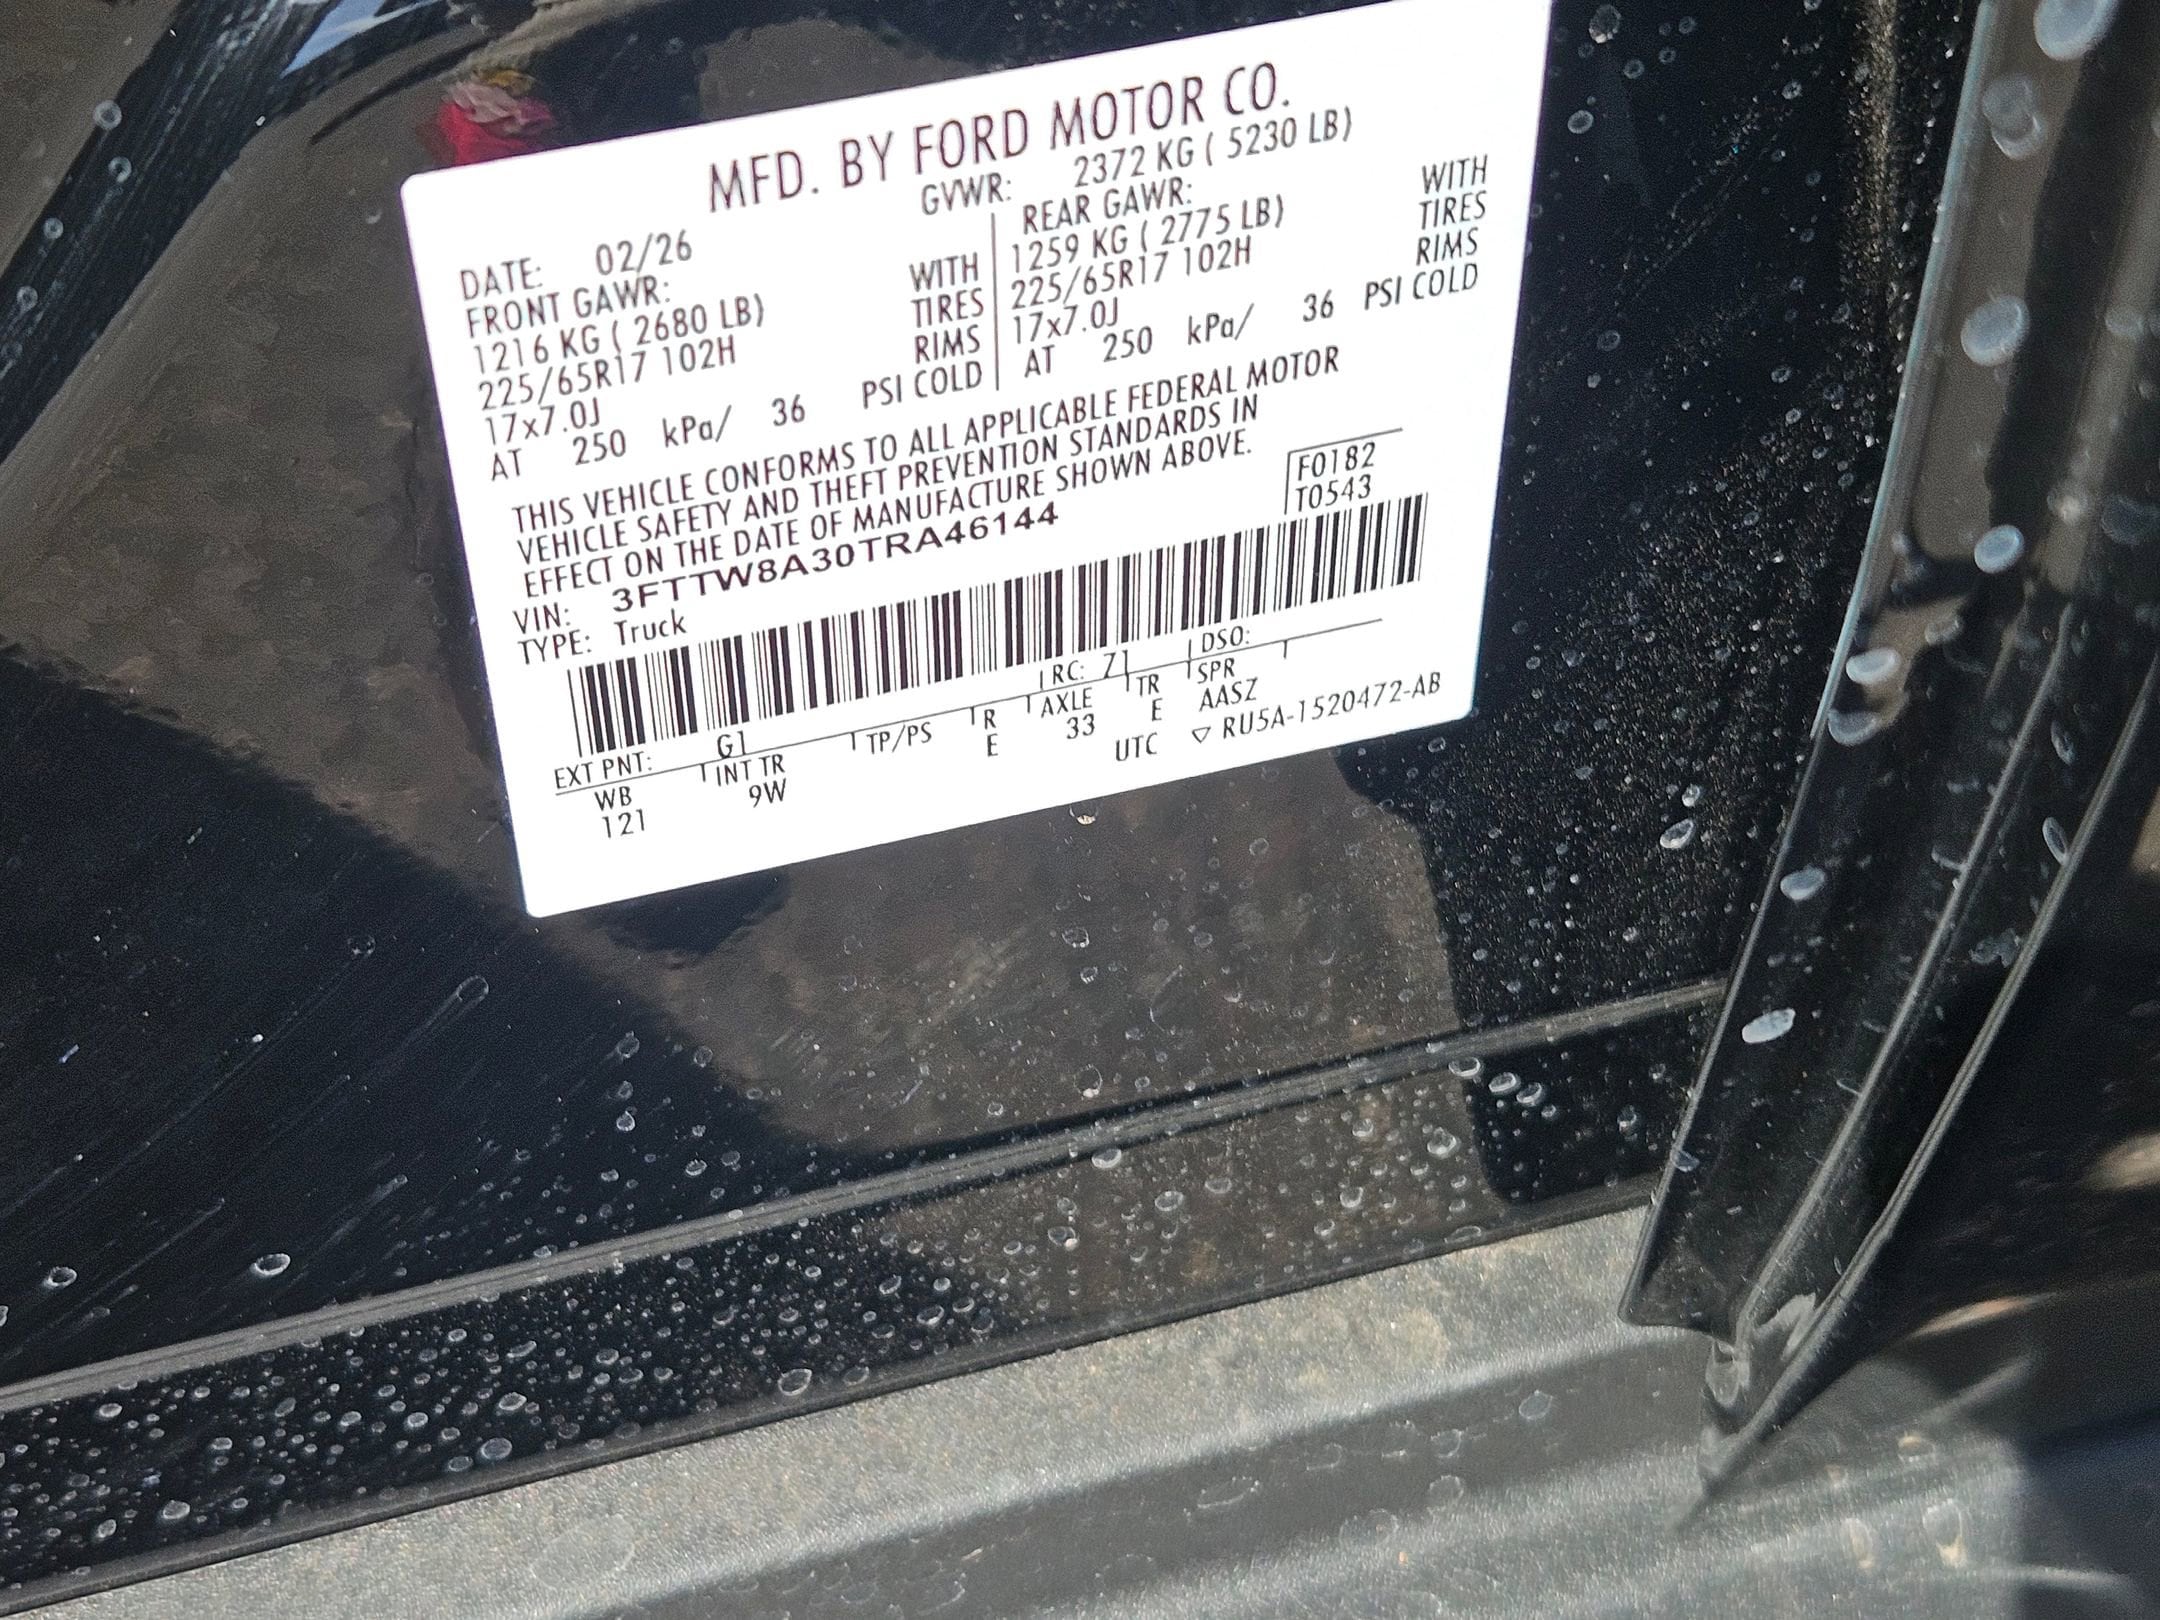 MFD. BY FORD MOTOR CO.
GVWR: 2372 KG ( 5230 LB)
DATE: 02/26
FRONT GAWR:
1216 KG ( 2680 LB) WITH
225/65R17 102H TIRES
17x7.0J RIMS
AT 250 kPa/ 36 PSI COLD
REAR GAWR:
1259 KG ( 2775 LB) WITH
225/65R17 102H TIRES
17x7.0J RIMS
AT 250 kPa/ 36 PSI COLD
THIS VEHICLE CONFORMS TO ALL APPLICABLE FEDERAL MOTOR
VEHICLE SAFETY AND THEFT PREVENTION STANDARDS IN
EFFECT ON THE DATE OF MANUFACTURE SHOWN ABOVE.
F0182
T0543
VIN: 3FTTW8A30TRA46144
TYPE: Truck
EXT PNT: G1 RC: 71 DSO:
WB INT TR TP/PS R AXLE TR SPR
121 9W E 33 E AASZ
UTC ▽ RU5A-1520472-AB